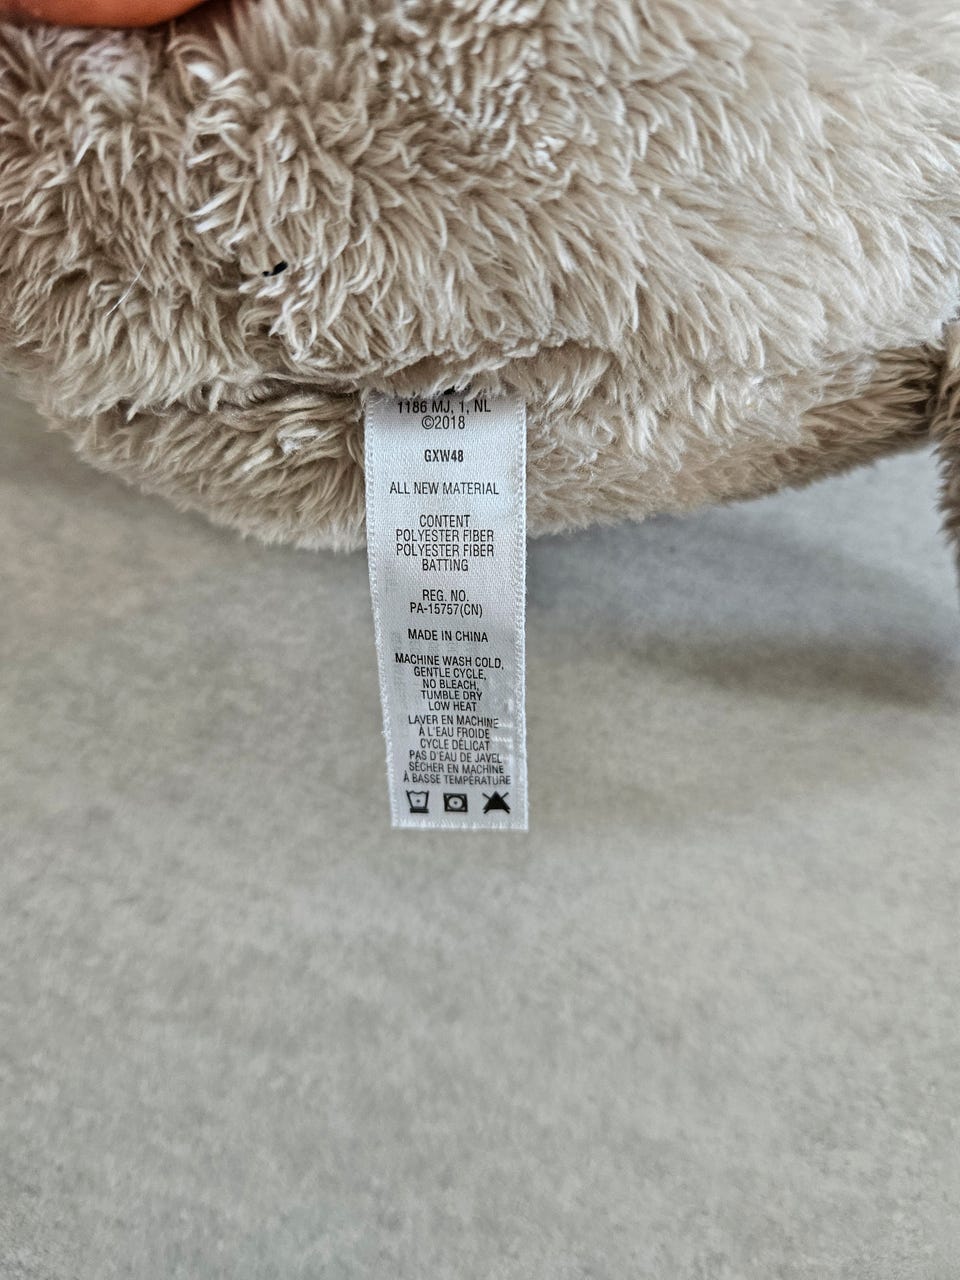 1186 MJ, 1, NL
©2018
GXW48
ALL NEW MATERIAL
CONTENT
POLYESTER FIBER
POLYESTER FIBER
BATTING
REG. NO.
PA-15757(CN)
MADE IN CHINA
MACHINE WASH COLD,
GENTLE CYCLE,
NO BLEACH,
TUMBLE DRY
LOW HEAT
LAVER EN MACHINE
À L'EAU FROIDE
CYCLE DÉLICAT
PAS D'EAU DE JAVEL
SÉCHER EN MACHINE
À BASSE TEMPÉRATURE